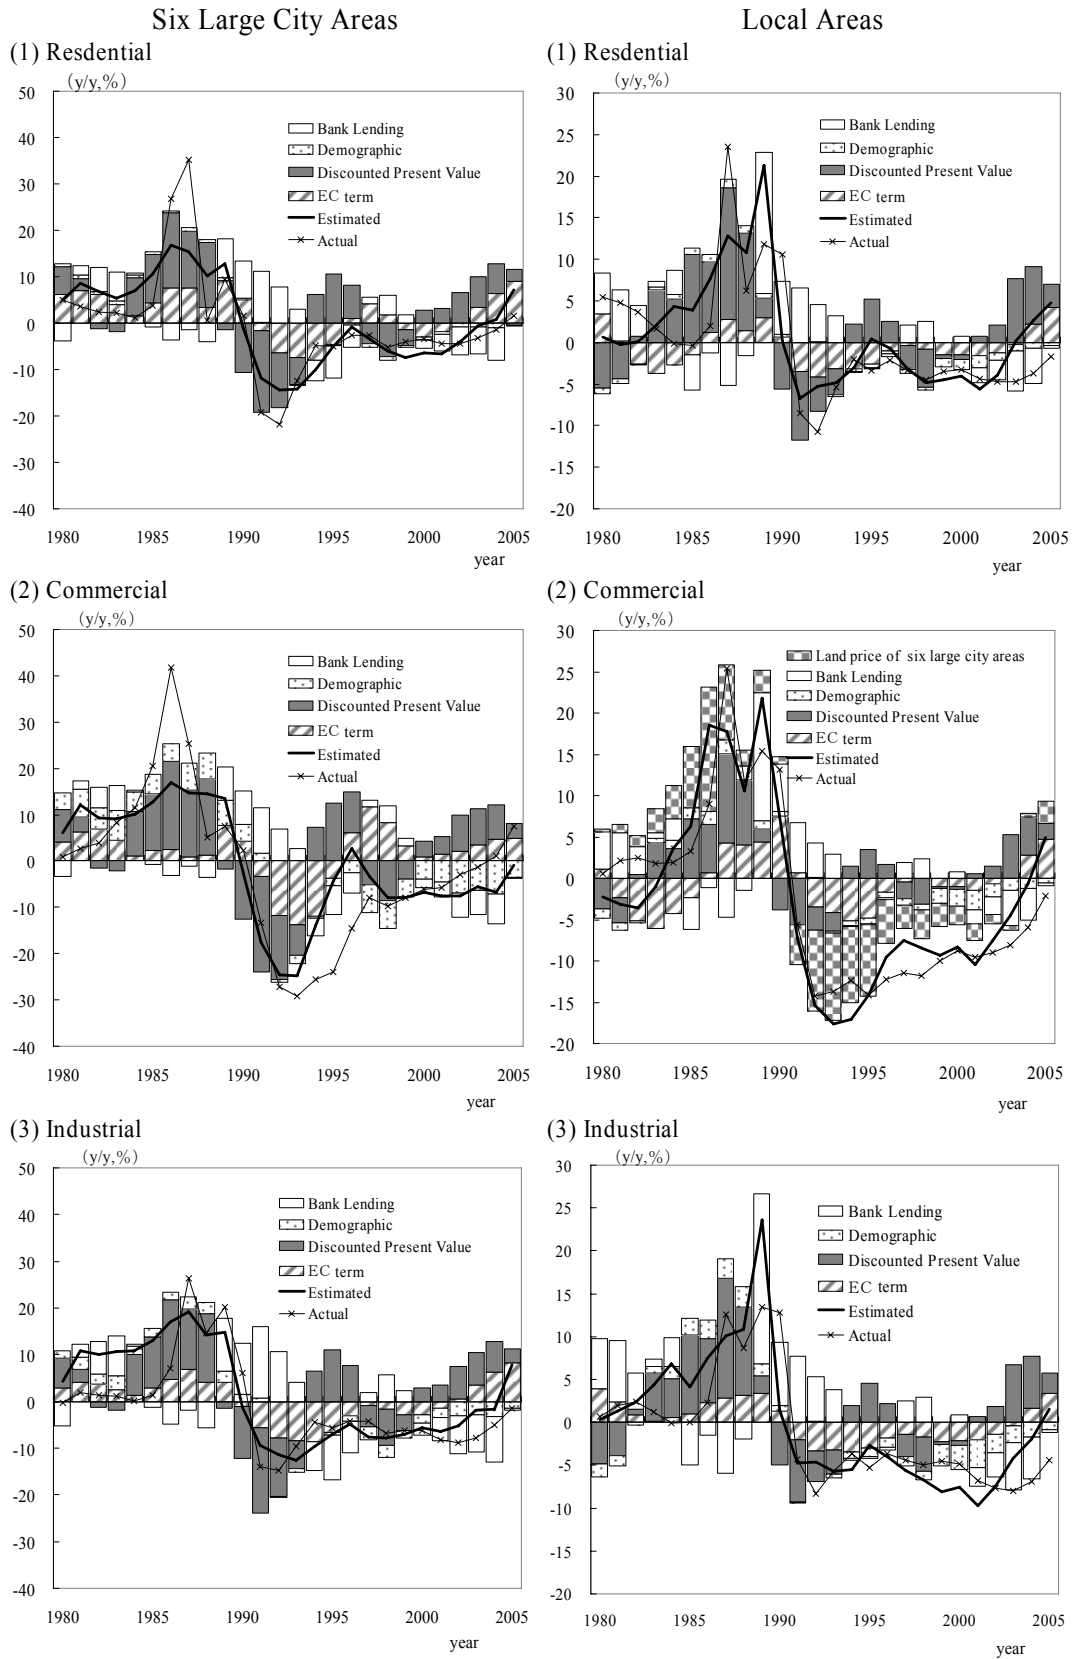 Six Large City Areas
Local Areas
(1) Resdential
(y/y,%)
50
40
30
20
10
0
-10
-20
-30
-40
Bank Lending
Demographic
Discounted Present Value
EC term
Estimated
Actual
1980 1985 1990 1995 2000 2005
year
(1) Resdential
(y/y,%)
30
25
20
15
10
5
0
-5
-10
-15
-20
Bank Lending
Demographic
Discounted Present Value
EC term
Estimated
Actual
1980 1985 1990 1995 2000 2005
year
(2) Commercial
(y/y,%)
50
40
30
20
10
0
-10
-20
-30
-40
Bank Lending
Demographic
Discounted Present Value
EC term
Estimated
Actual
1980 1985 1990 1995 2000 2005
year
(2) Commercial
(y/y,%)
30
25
20
15
10
5
0
-5
-10
-15
-20
Land price of six large city areas
Bank Lending
Demographic
Discounted Present Value
EC term
Estimated
Actual
1980 1985 1990 1995 2000 2005
year
(3) Industrial
(y/y,%)
50
40
30
20
10
0
-10
-20
-30
-40
Bank Lending
Demographic
Discounted Present Value
EC term
Estimated
Actual
1980 1985 1990 1995 2000 2005
year
(3) Industrial
(y/y,%)
30
25
20
15
10
5
0
-5
-10
-15
-20
Bank Lending
Demographic
Discounted Present Value
EC term
Estimated
Actual
1980 1985 1990 1995 2000 2005
year